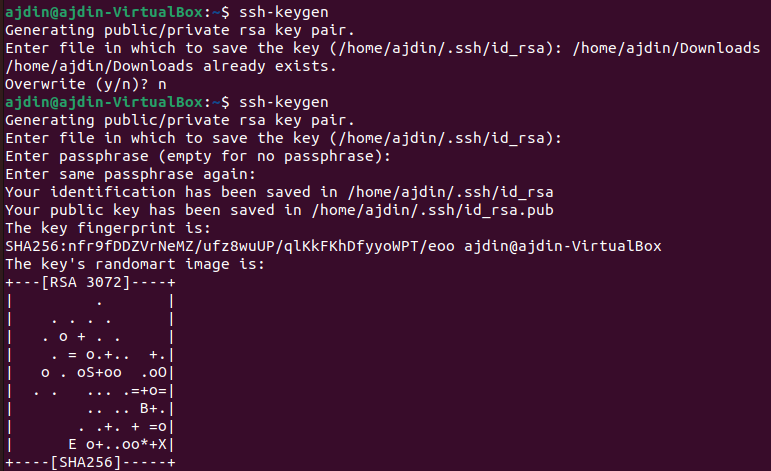 ajdin@ajdin-VirtualBox:~$ ssh-keygen
Generating public/private rsa key pair.
Enter file in which to save the key (/home/ajdin/.ssh/id_rsa): /home/ajdin/Downloads
/home/ajdin/Downloads already exists.
Overwrite (y/n)? n
ajdin@ajdin-VirtualBox:~$ ssh-keygen
Generating public/private rsa key pair.
Enter file in which to save the key (/home/ajdin/.ssh/id_rsa):
Enter passphrase (empty for no passphrase):
Enter same passphrase again:
Your identification has been saved in /home/ajdin/.ssh/id_rsa
Your public key has been saved in /home/ajdin/.ssh/id_rsa.pub
The key fingerprint is:
SHA256:nfr9fDDZVrNeMZ/ufz8wuUP/qlKkFKhDfyyoWPT/eoo ajdin@ajdin-VirtualBox
The key's randomart image is:
+---[RSA 3072]----+
|          .      |
|     . . . .     |
|    . o + . .    |
|     . = o.+..  +.|
|    o . oS+oo  .oO|
|   . .   ... .=+o=|
|         .. .. B+.|
|        . .+. + =o|
|       E o+..oo*+X|
+----[SHA256]-----+